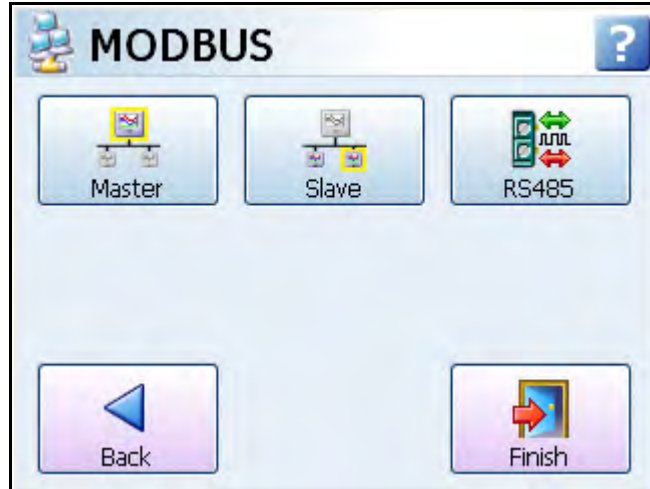 MODBUS
?
Master
Slave
RS485
Back
Finish